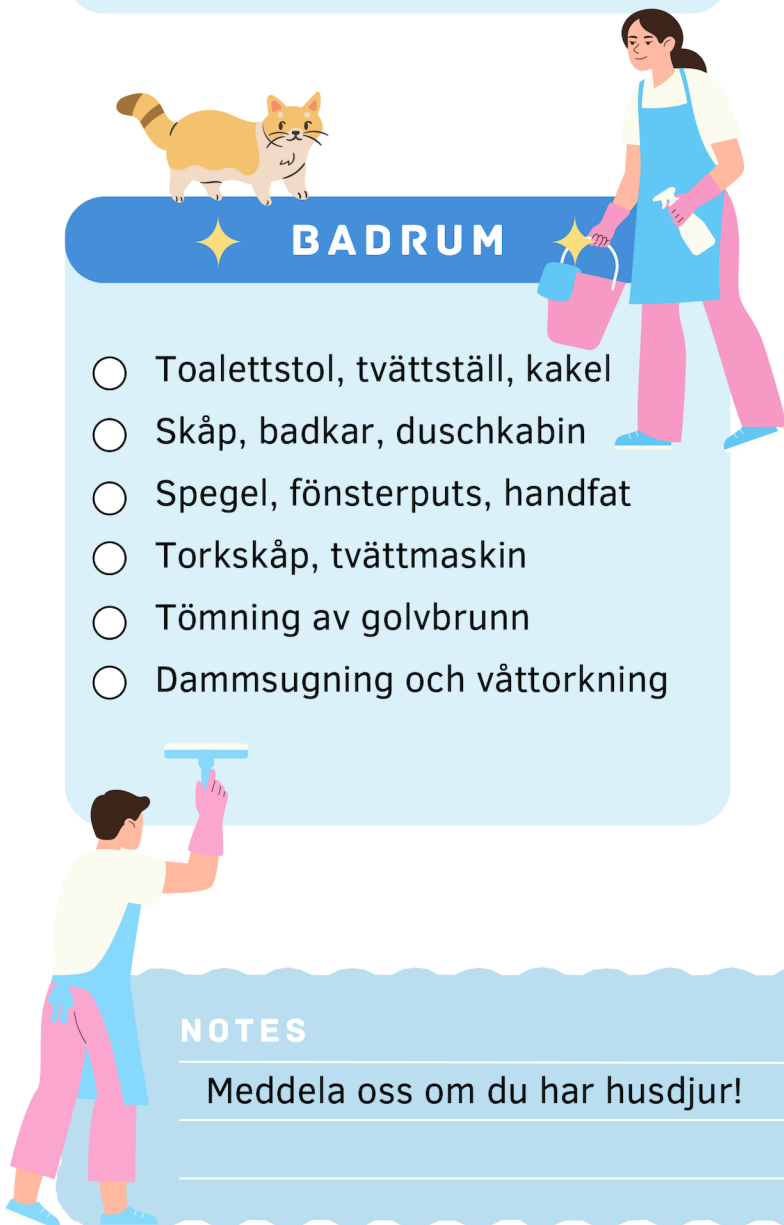 BADRUM
Toalettstol, tvättställ, kakel
Skåp, badkar, duschkabin
Spegel, fönsterputs, handfat
Torkskåp, tvättmaskin
Tömning av golvbrunn
Dammsugning och våttorkning
NOTES
Meddela oss om du har husdjur!